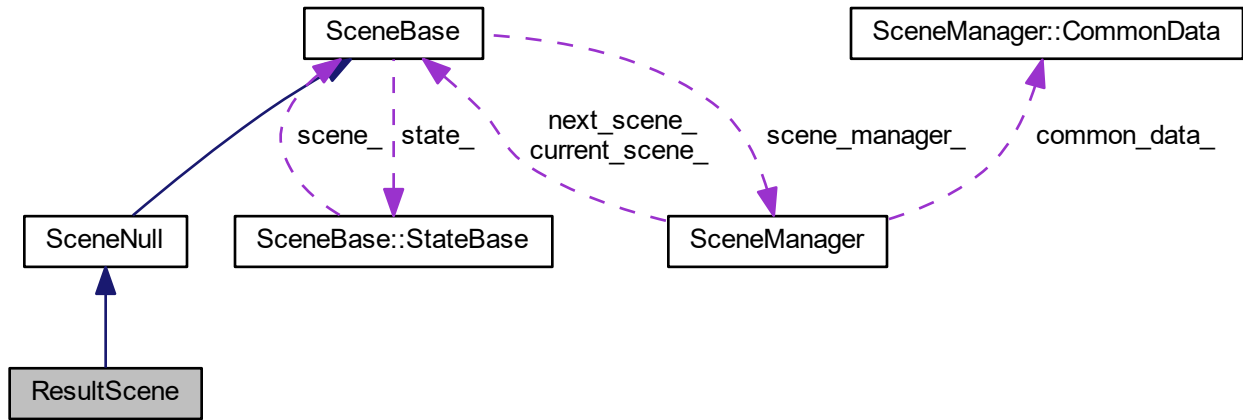 SceneBase
SceneManager::CommonData
scene_
state_
next_scene_
current_scene_
scene_manager_
common_data_
SceneNull
SceneBase::StateBase
SceneManager
ResultScene